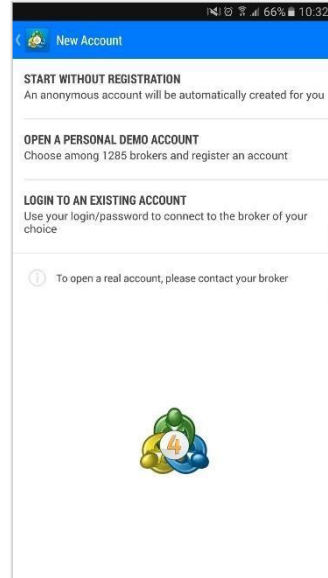 66% 10:32
New Account
START WITHOUT REGISTRATION
An anonymous account will be automatically created for you
OPEN A PERSONAL DEMO ACCOUNT
Choose among 1285 brokers and register an account
LOGIN TO AN EXISTING ACCOUNT
Use your login/password to connect to the broker of your
choice
To open a real account, please contact your broker
4